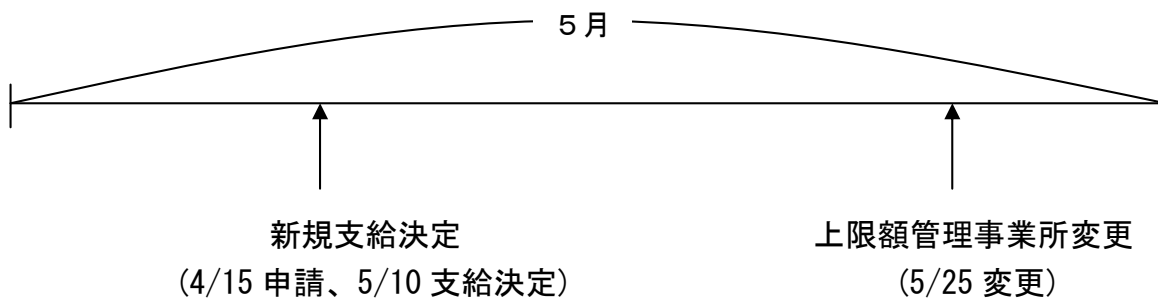 ５月
新規支給決定
(4/15 申請、5/10 支給決定)
上限額管理事業所変更
(5/25 変更)